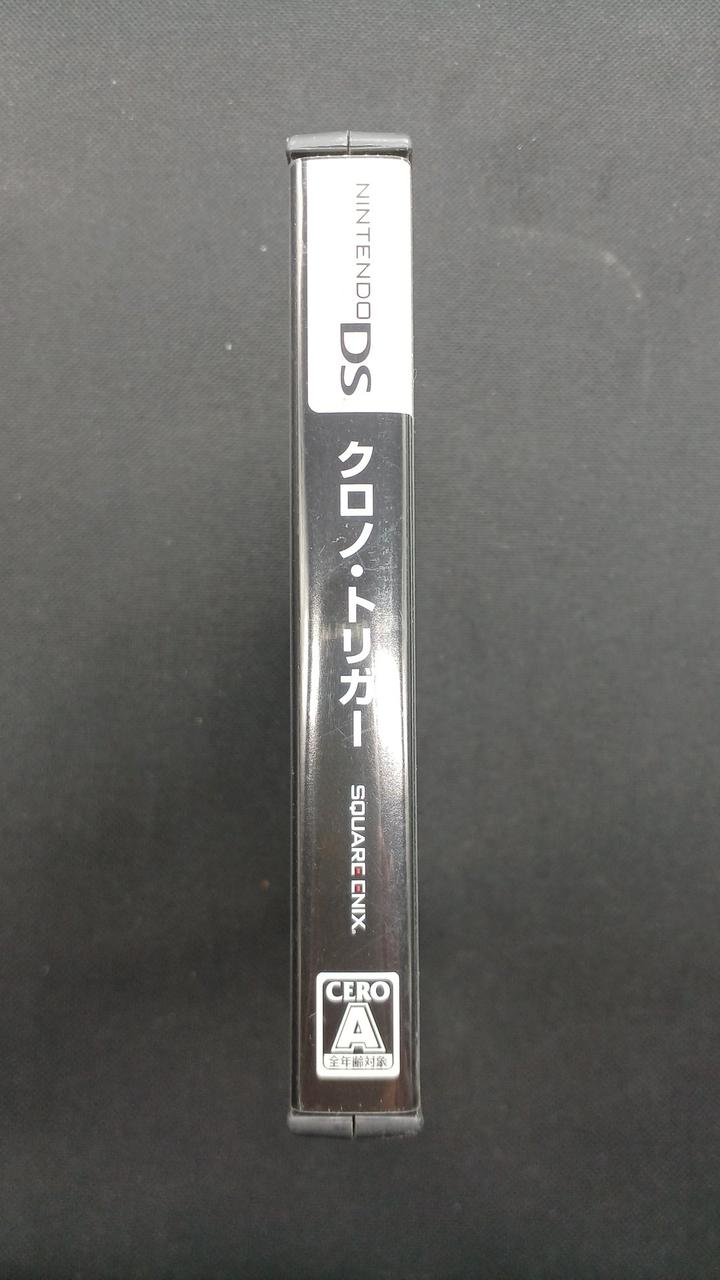 NINTENDO DS
クロノ・トリガー
SQUARE ENIX
CERO
A
全年齢対象